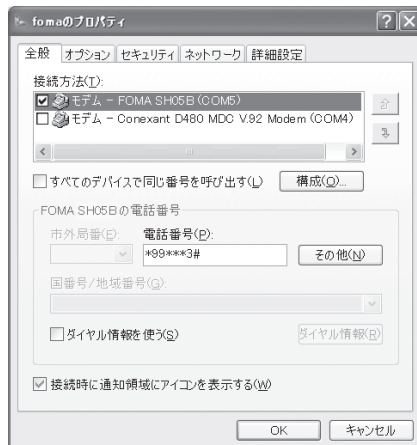 fomaのプロパティ
全般 オプション セキュリティ ネットワーク 詳細設定
接続方法(T):
モデム - FOMA SH05B (COM5)
モデム - Conexant D480 MDC V.92 Modem (COM4)
すべてのデバイスで同じ番号を呼び出す(L) 構成(O)...
FOMA SH05Bの電話番号
市外局番(E): 電話番号(P):
*99***3# その他(N)
国番号/地域番号(G):
ダイヤル情報を使う(S) ダイヤル情報(R)
接続時に通知領域にアイコンを表示する(W)
OK キャンセル